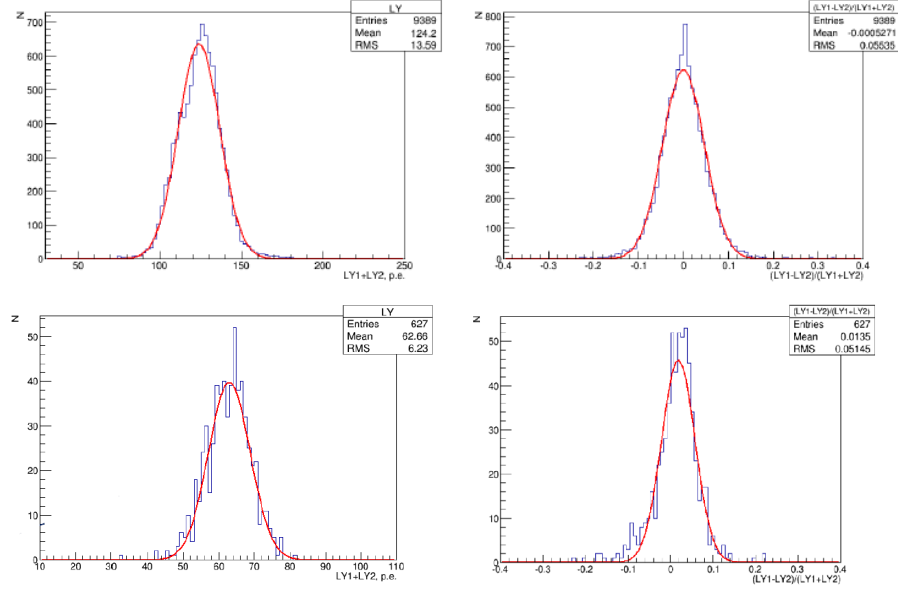 LY
Entries 9389
Mean 124.2
RMS 13.59
N
700
600
500
400
300
200
100
0
50 100 150 200 250
LY1+LY2, p.e.
(LY1-LY2)/(LY1+LY2)
Entries 9389
Mean -0.0005271
RMS 0.05535
N
800
700
600
500
400
300
200
100
0
-0.4 -0.3 -0.2 -0.1 0 0.1 0.2 0.3 0.4
(LY1-LY2)/(LY1+LY2)
LY
Entries 627
Mean 62.66
RMS 6.23
N
50
40
30
20
10
0
10 20 30 40 50 60 70 80 90 100 110
LY1+LY2, p.e.
(LY1-LY2)/(LY1+LY2)
Entries 627
Mean 0.0135
RMS 0.05145
N
50
40
30
20
10
0
-0.4 -0.3 -0.2 -0.1 0 0.1 0.2 0.3 0.4
(LY1-LY2)/(LY1+LY2)